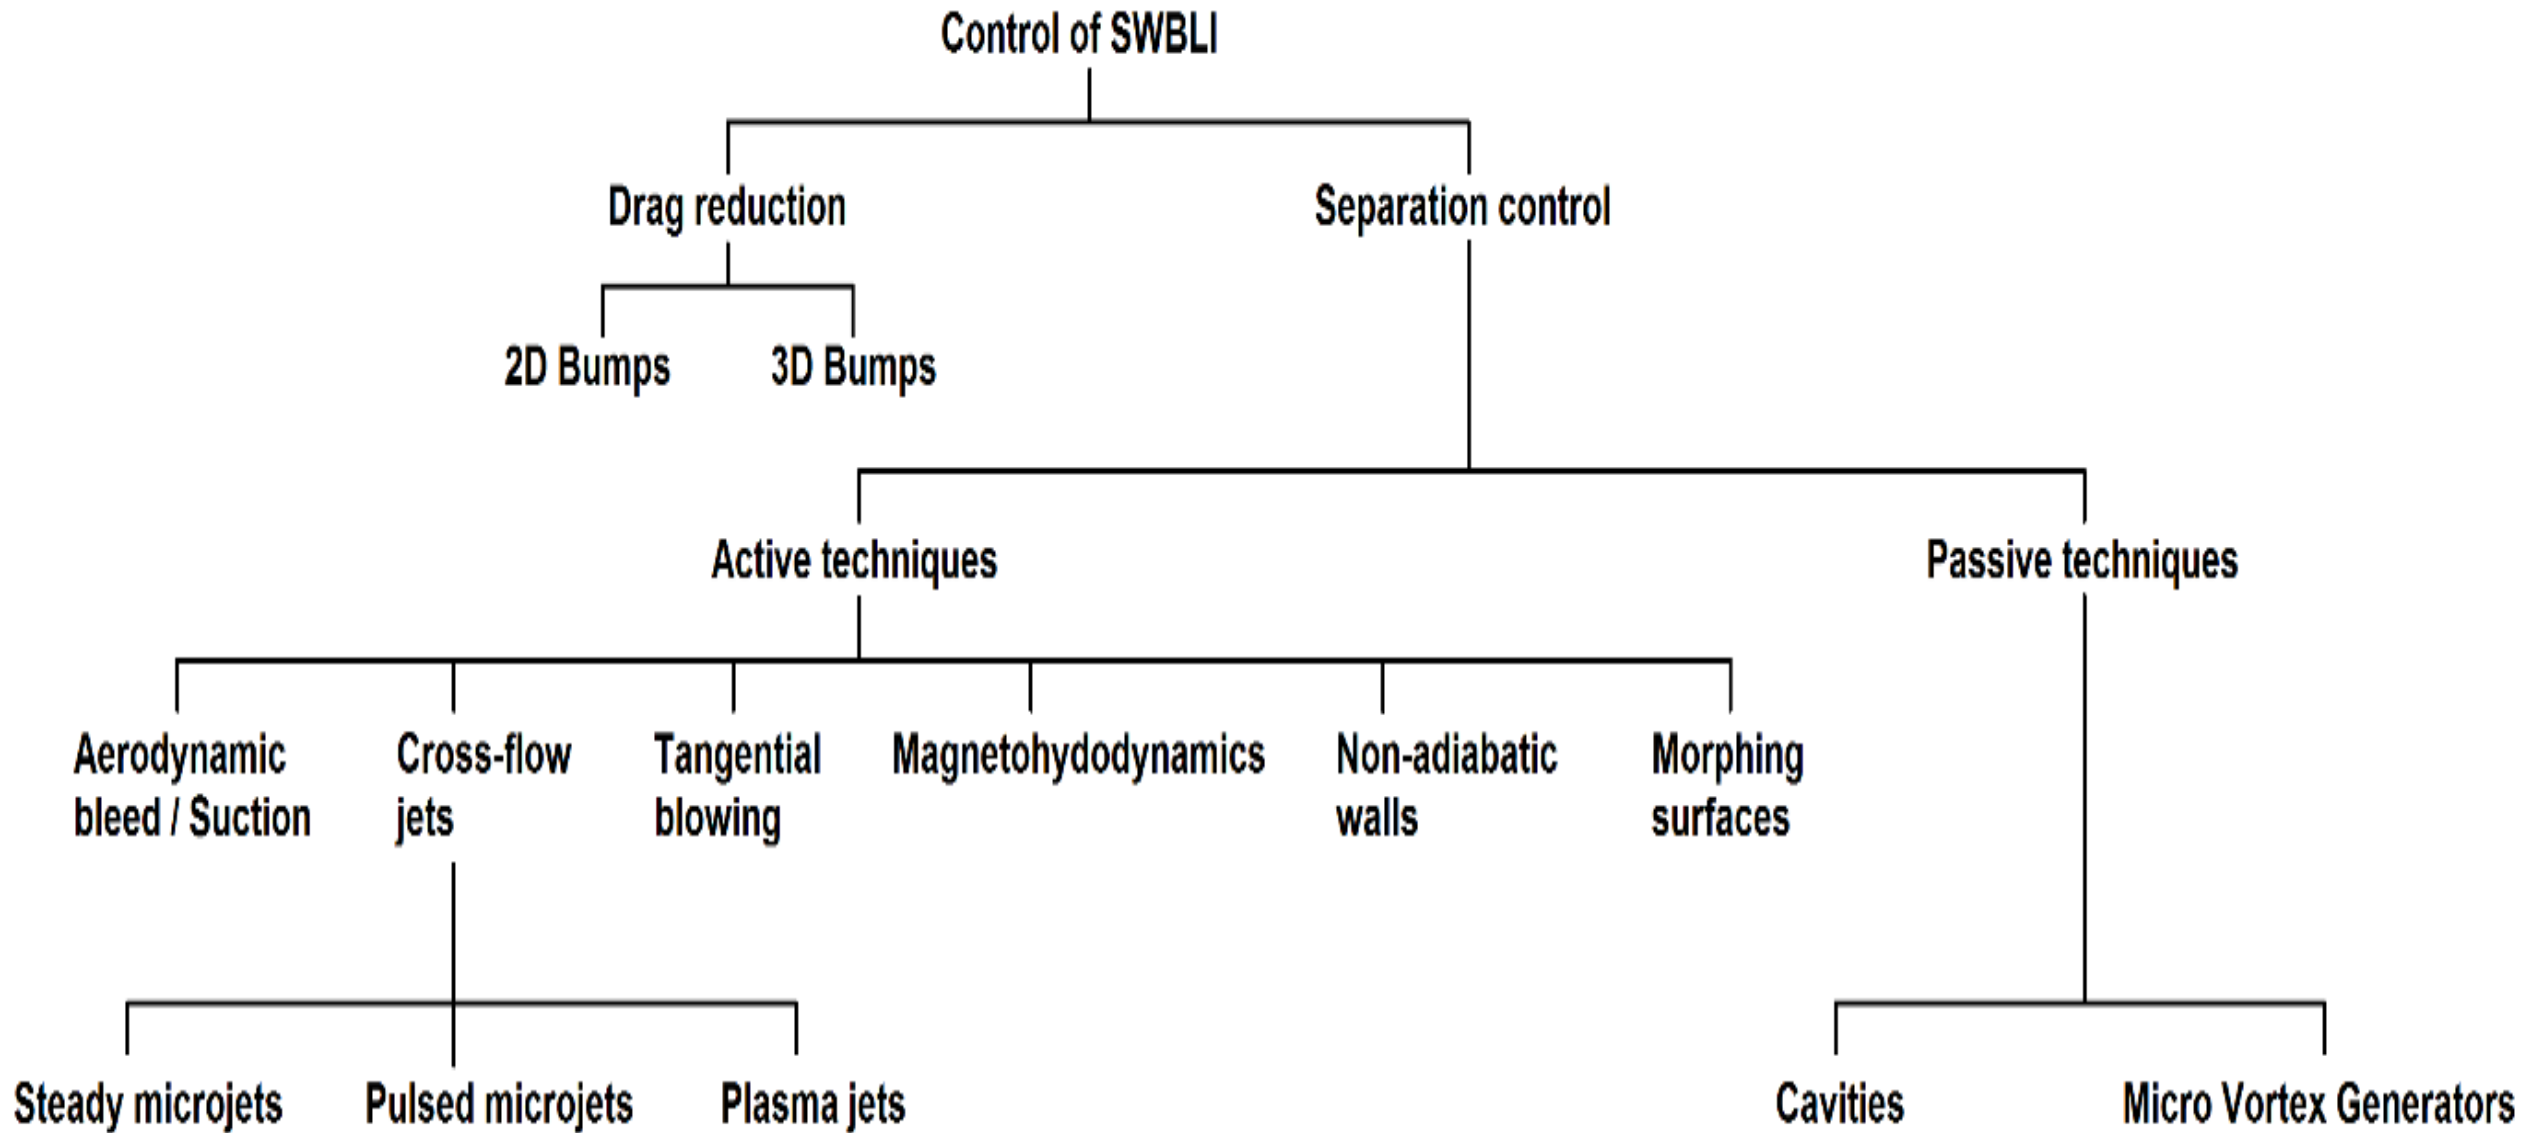 Control of SWBLI
Drag reduction
Separation control
2D Bumps
3D Bumps
Active techniques
Passive techniques
Aerodynamic
bleed / Suction
Cross-flow
jets
Tangential
blowing
Magnetohydodynamics
Non-adiabatic
walls
Morphing
surfaces
Steady microjets
Pulsed microjets
Plasma jets
Cavities
Micro Vortex Generators